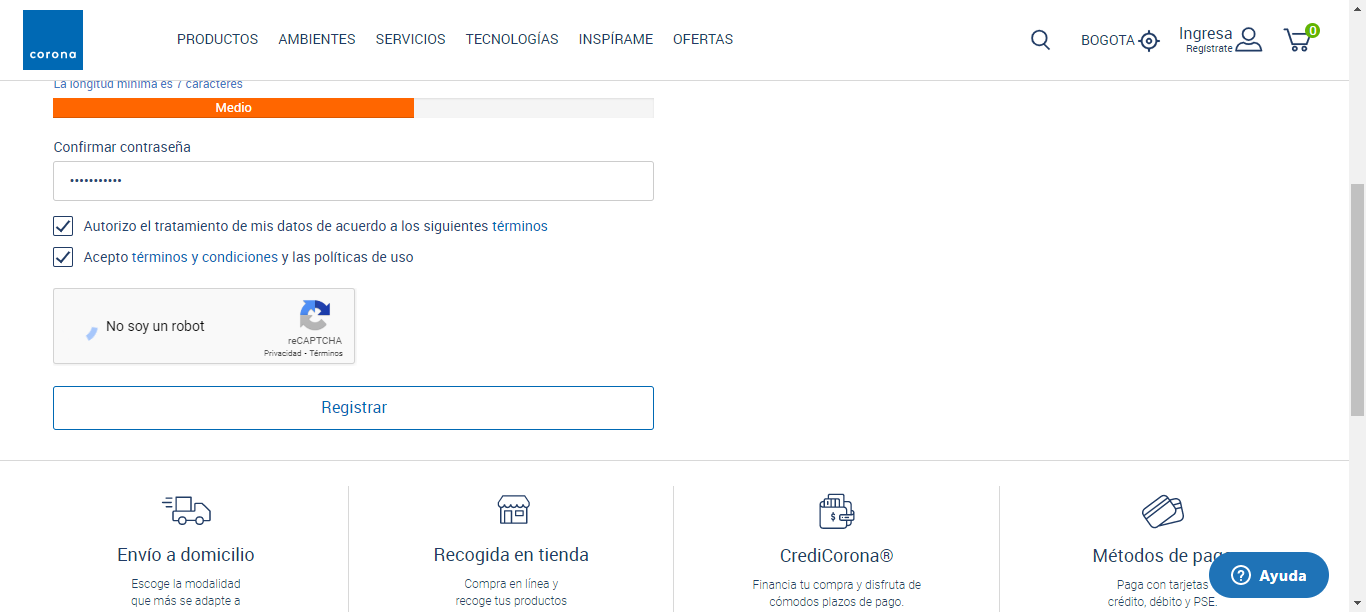 corona
PRODUCTOS AMBIENTES SERVICIOS TECNOLOGÍAS INSPÍRAME OFERTAS
BOGOTA
Ingresa
Regístrate
0
La longitud mínima es 7 caracteres
Medio
Confirmar contraseña
•••••••••••
Autorizo el tratamiento de mis datos de acuerdo a los siguientes términos
Acepto términos y condiciones y las políticas de uso
No soy un robot
reCAPTCHA
Privacidad - Términos
Registrar
Envío a domicilio
Escoge la modalidad
que más se adapte a
Recogida en tienda
Compra en línea y
recoge tus productos
CrediCorona®
Financia tu compra y disfruta de
cómodos plazos de pago.
Métodos de pago
Paga con tarjetas
crédito, débito y PSE.
Ayuda